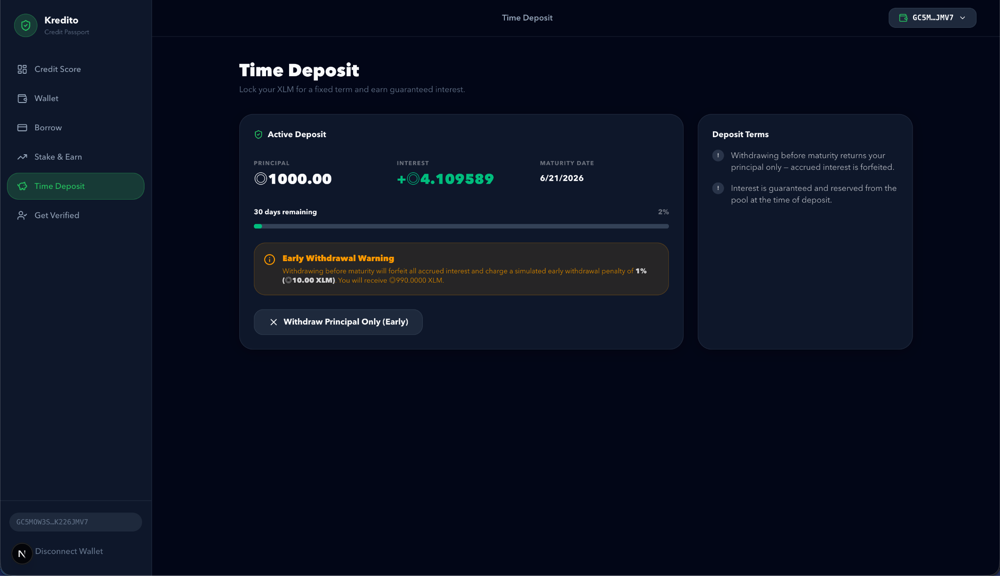 Kredito
Credit Passport
Credit Score
Wallet
Borrow
Stake & Earn
Time Deposit
Get Verified
GC5MOW3S…K226JMV7
N
Disconnect Wallet
Time Deposit
GC5M…JMV7
Time Deposit
Lock your XLM for a fixed term and earn guaranteed interest.
Active Deposit
PRINCIPAL
◎1000.00
INTEREST
+◎4.109589
MATURITY DATE
6/21/2026
30 days remaining
2%
Early Withdrawal Warning
Withdrawing before maturity will forfeit all accrued interest and charge a simulated early withdrawal penalty of 1%
(◎10.00 XLM). You will receive ◎990.0000 XLM.
Withdraw Principal Only (Early)
Deposit Terms
! Withdrawing before maturity returns your
principal only — accrued interest is forfeited.
! Interest is guaranteed and reserved from the
pool at the time of deposit.